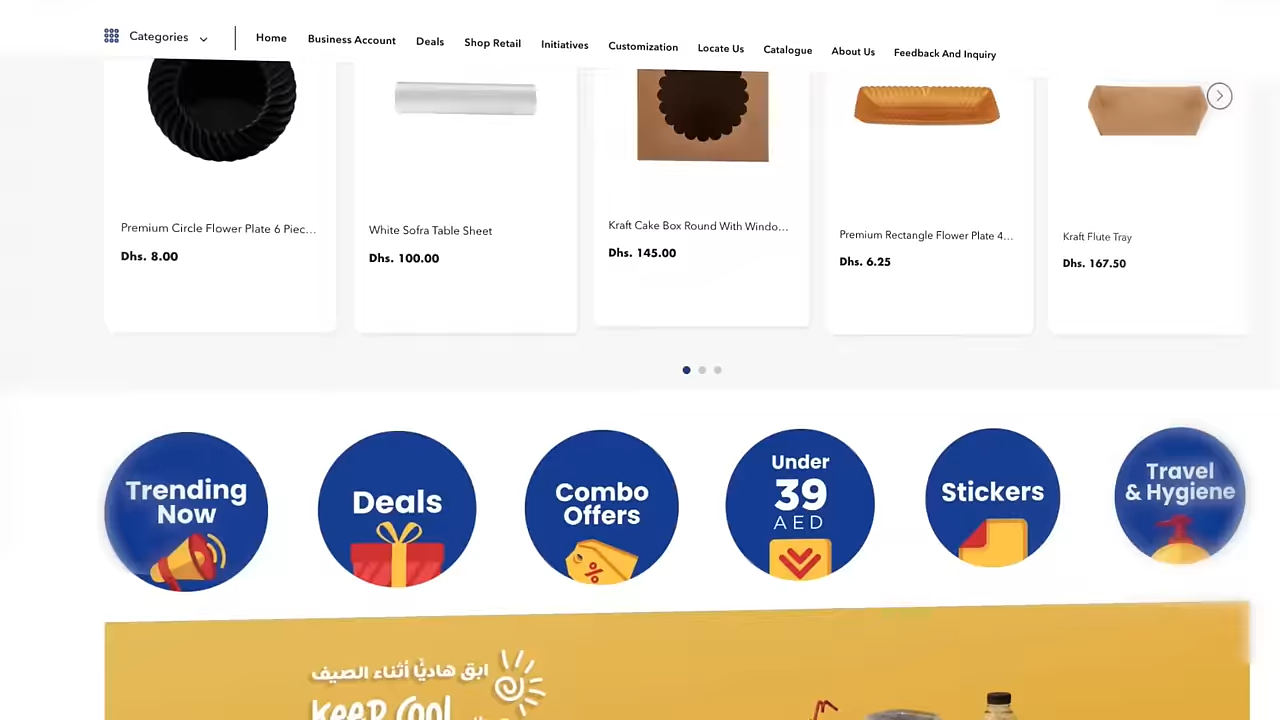 Categories
Home
Business Account
Deals
Shop Retail
Initiatives
Customization
Locate Us
Catalogue
About Us
Feedback And Inquiry
Premium Circle Flower Plate 6 Piec...
Dhs. 8.00
White Sofra Table Sheet
Dhs. 100.00
Kraft Cake Box Round With Windo...
Dhs. 145.00
Premium Rectangle Flower Plate 4...
Dhs. 6.25
Kraft Flute Tray
Dhs. 167.50
Trending
Now
Deals
Combo
Offers
%
Under
39
AED
Stickers
Travel
& Hygiene
ابق هاديًا أثناء الصيف
Keep Cool